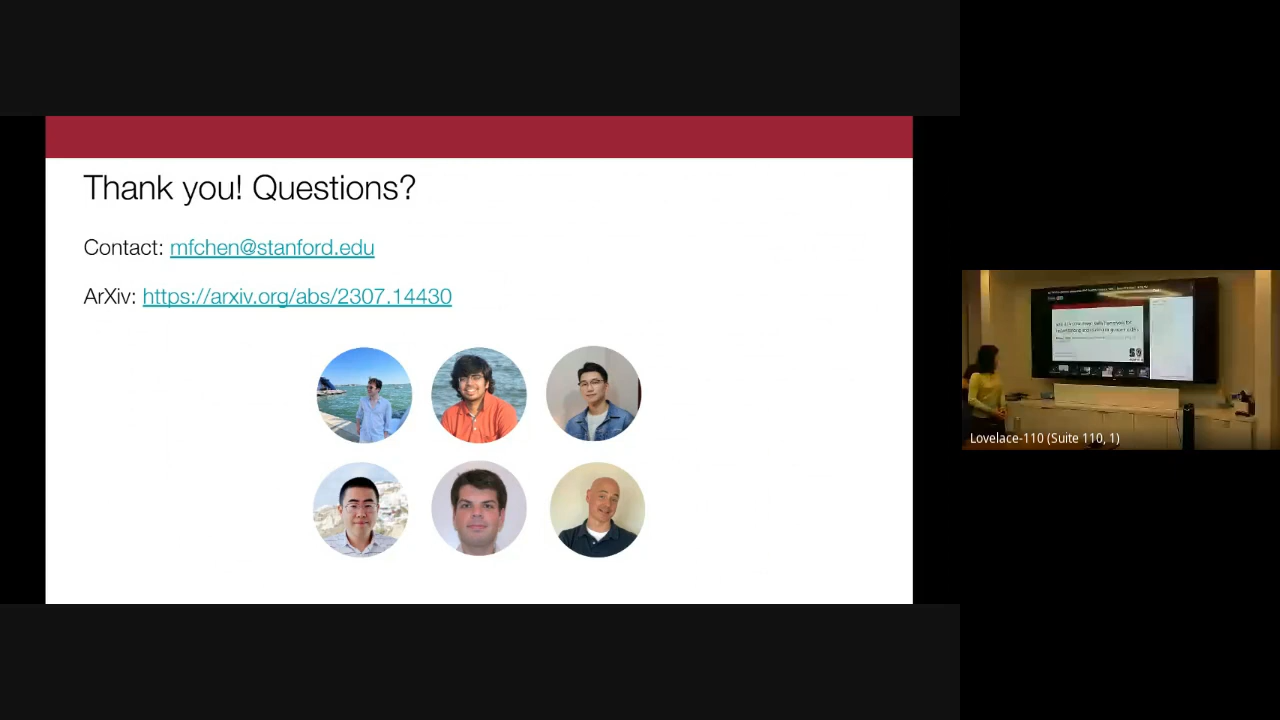 Thank you! Questions?
Contact: mfchen@stanford.edu
ArXiv: https://arxiv.org/abs/2307.14430
Lovelace-110 (Suite 110, 1)